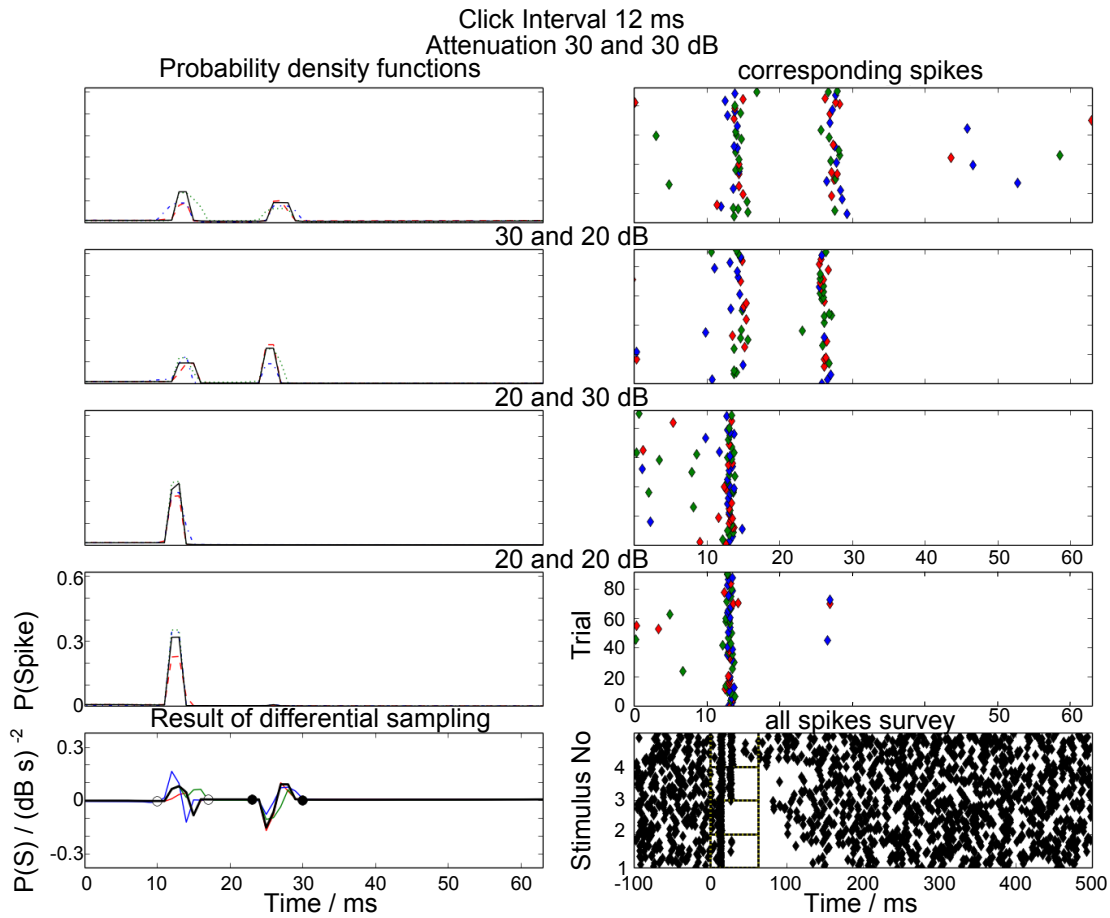 Click Interval 12 ms
Attenuation 30 and 30 dB
Probability density functions
corresponding spikes
30 and 20 dB
20 and 30 dB
0 10 20 30 40 50 60
20 and 20 dB
P(Spike)
0.6
0.3
0
Trial
80
60
40
20
0
0 10 20 30 40 50 60
Result of differential sampling
all spikes survey
P(S) / (dB s) -2
0.3
0
-0.3
0 10 20 30 40 50 60
Time / ms
Stimulus No
4
3
2
1
-100 0 100 200 300 400 500
Time / ms